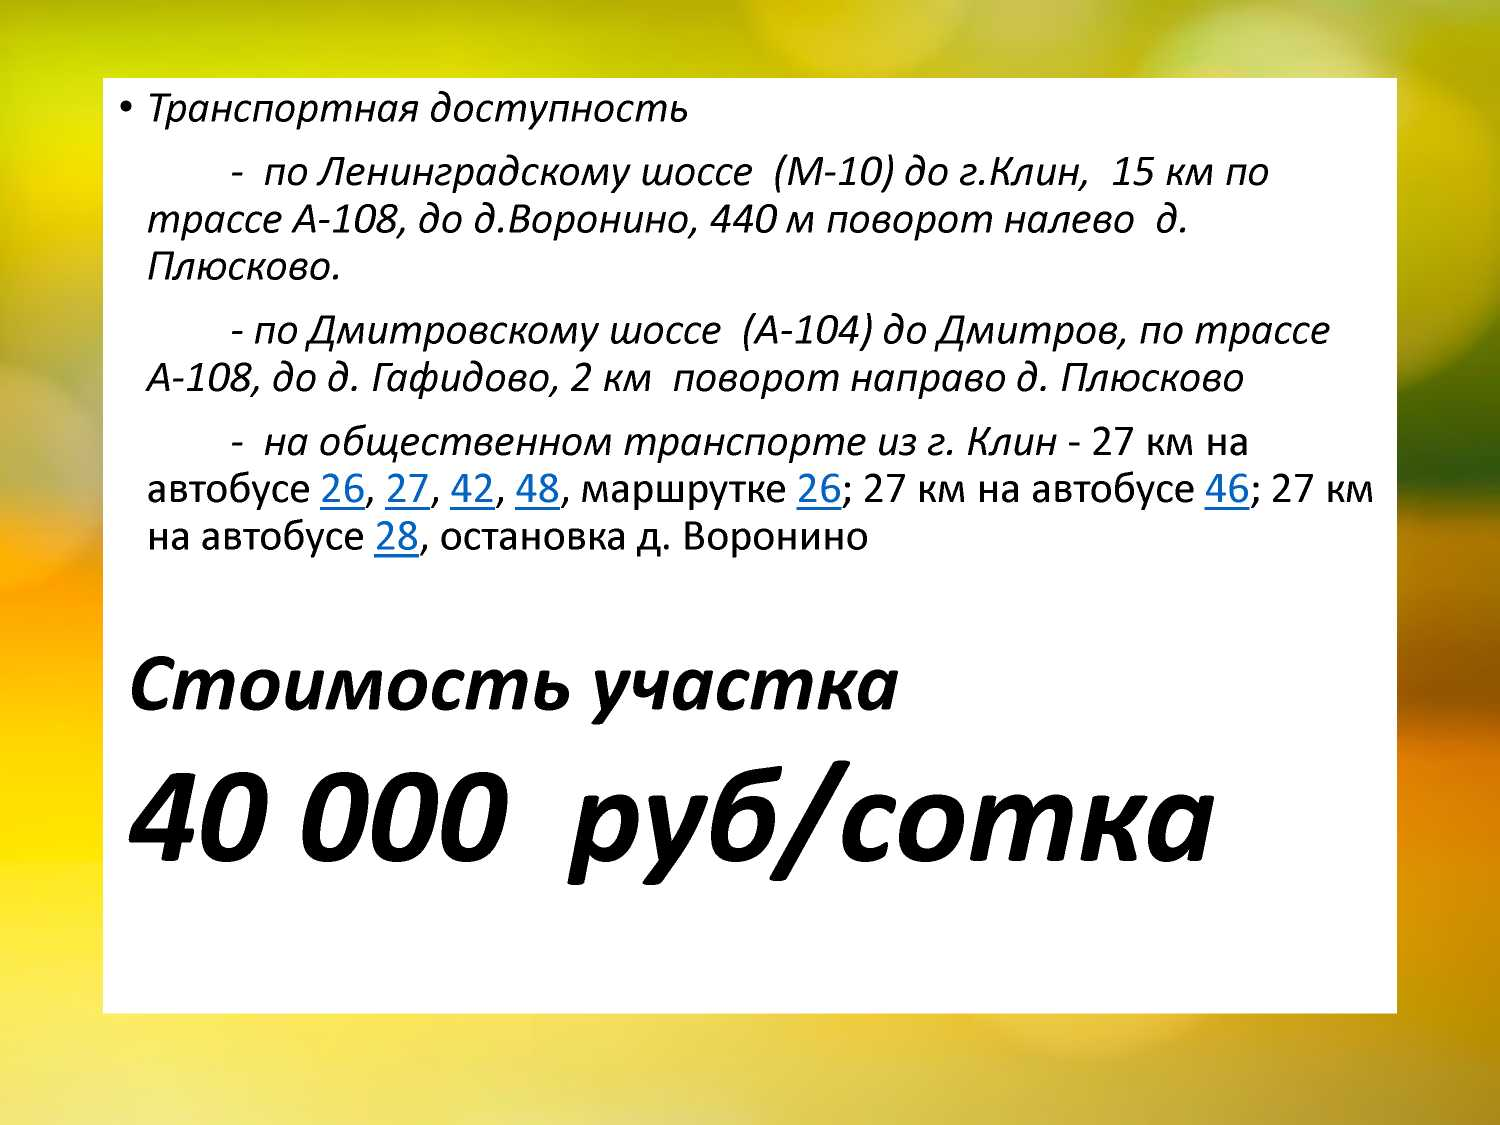 • Транспортная доступность
- по Ленинградскому шоссе (М-10) до г.Клин, 15 км по
трассе А-108, до д.Воронино, 440 м поворот налево д.
Плюсково.
- по Дмитровскому шоссе (А-104) до Дмитров, по трассе
А-108, до д. Гафидово, 2 км поворот направо д. Плюсково
- на общественном транспорте из г. Клин - 27 км на
автобусе 26, 27, 42, 48, маршрутке 26; 27 км на автобусе 46; 27 км
на автобусе 28, остановка д. Воронино
Стоимость участка
40 000 руб/сотка